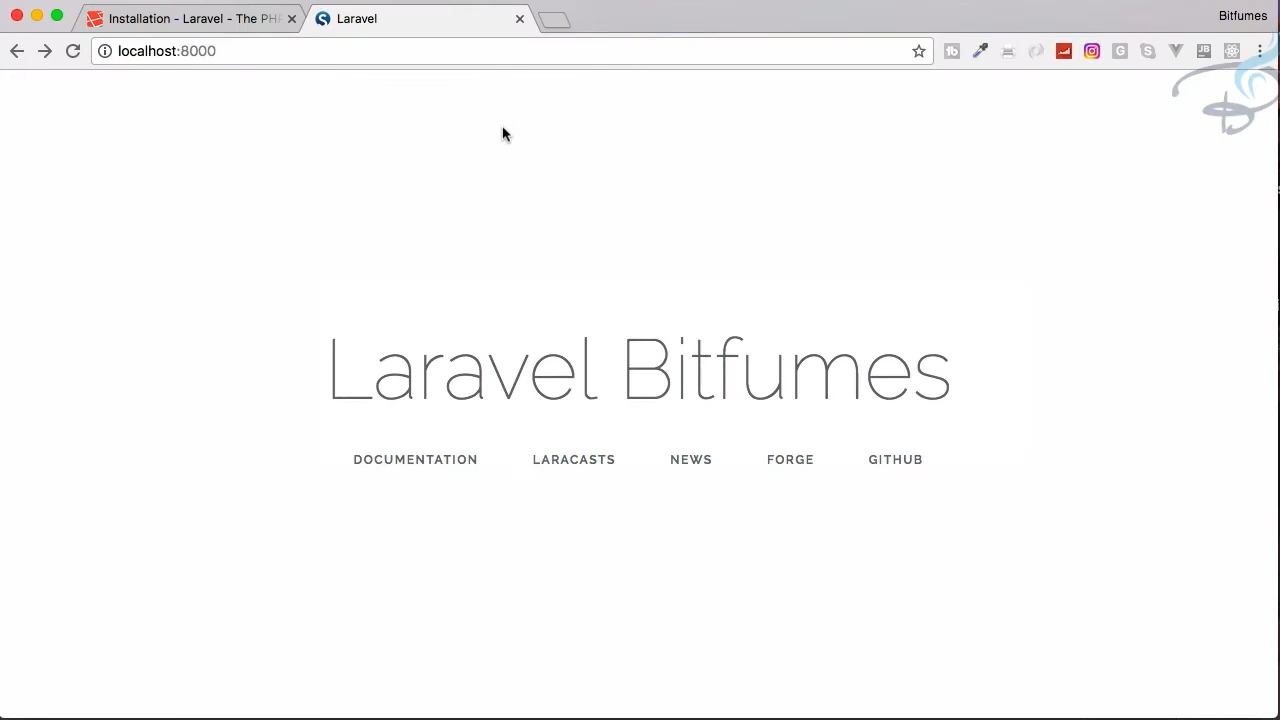 Installation - Laravel - The PH
Laravel
Bitfumes
localhost:8000
Laravel Bitfumes
DOCUMENTATION
LARACASTS
NEWS
FORGE
GITHUB